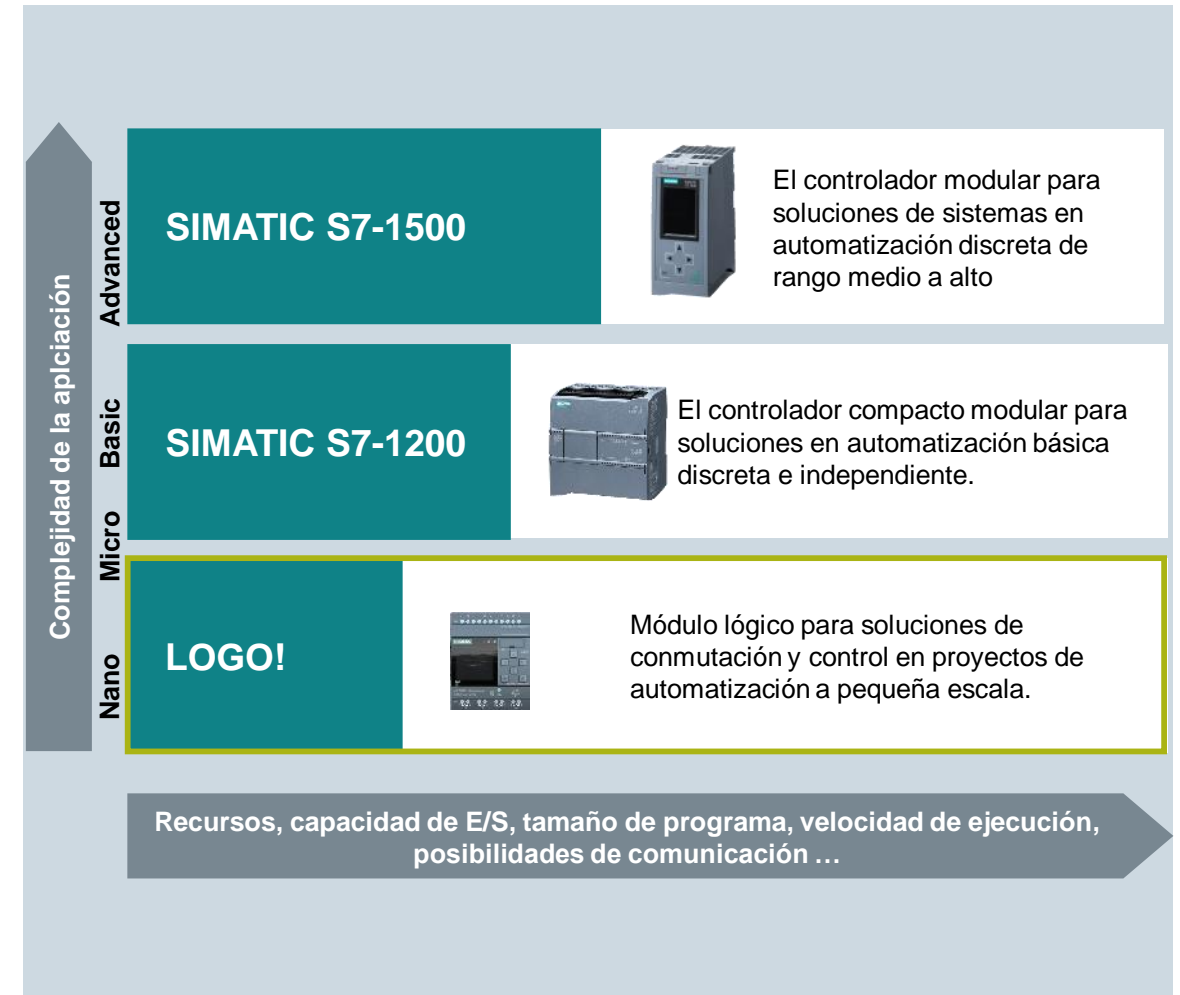 Complejidad de la aplciación
Advanced
Basic
Micro
Nano
SIMATIC S7-1500
El controlador modular para
soluciones de sistemas en
automatización discreta de
rango medio a alto
SIMATIC S7-1200
El controlador compacto modular para
soluciones en automatización básica
discreta e independiente.
LOGO!
Módulo lógico para soluciones de
conmutación y control en proyectos de
automatización a pequeña escala.
Recursos, capacidad de E/S, tamaño de programa, velocidad de ejecución,
posibilidades de comunicación …